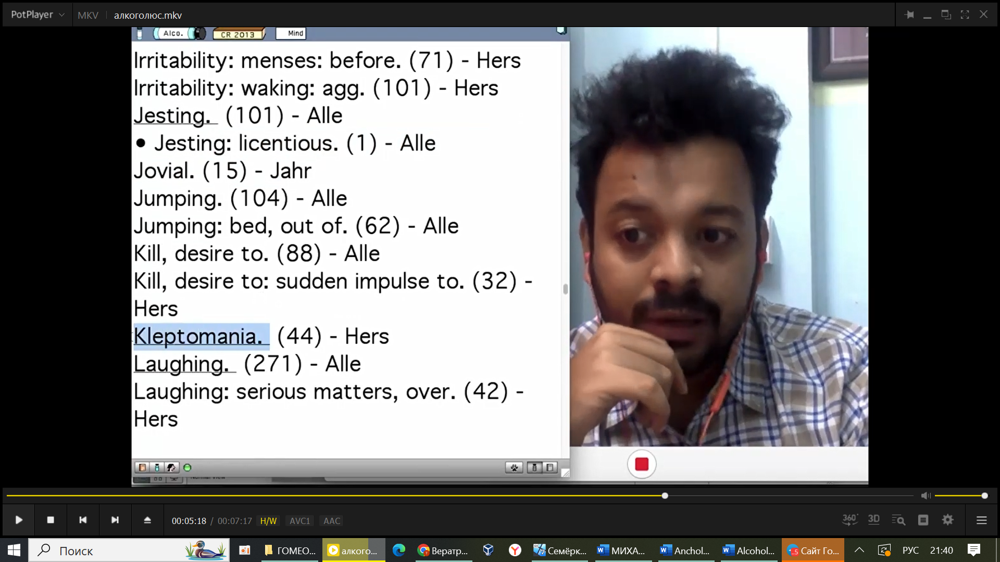 PotPlayer
MKV
алкоголюс.mkv
Alco.
CR 2013
Mind
Irritability: menses: before. (71) - Hers
Irritability: waking: agg. (101) - Hers
Jesting. (101) - Alle
• Jesting: licentious. (1) - Alle
Jovial. (15) - Jahr
Jumping. (104) - Alle
Jumping: bed, out of. (62) - Alle
Kill, desire to. (88) - Alle
Kill, desire to: sudden impulse to. (32) -
Hers
Kleptomania. (44) - Hers
Laughing. (271) - Alle
Laughing: serious matters, over. (42) -
Hers
Normal View
00:05:18 / 00:07:17 H/W AVC1 AAC
360°
3D
Поиск
ГОМЕО...
алкого...
Вератр...
Семёрк...
МИХА...
Anchol...
Alcohol...
Сайт Го...
РУС
21:40